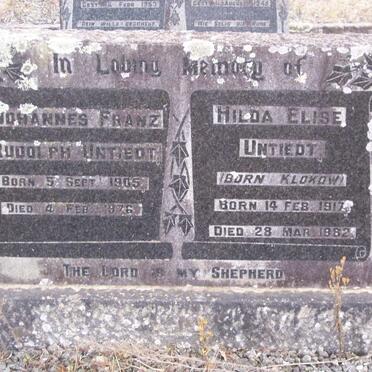 In Loving Memory of
JOHANNES FRANZ
RUDOLPH UNTIEDT
BORN 5 SEPT 1905
DIED 4 FEB 1976
HILDA ELISE
UNTIEDT
(BORN KLOKOW)
BORN 14 FEB 1917
DIED 28 MAR 1982
THE LORD IS MY SHEPHERD